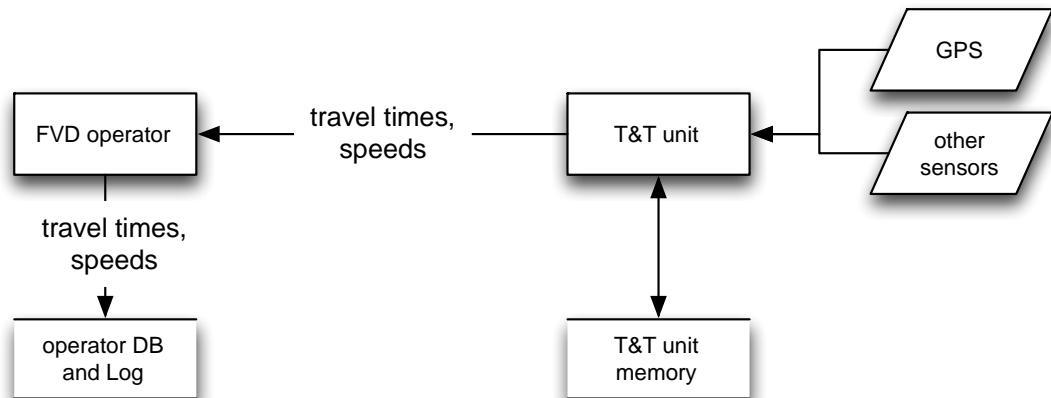 GPS
FVD operator
travel times,
speeds
T&T unit
other
sensors
travel times,
speeds
operator DB
and Log
T&T unit
memory